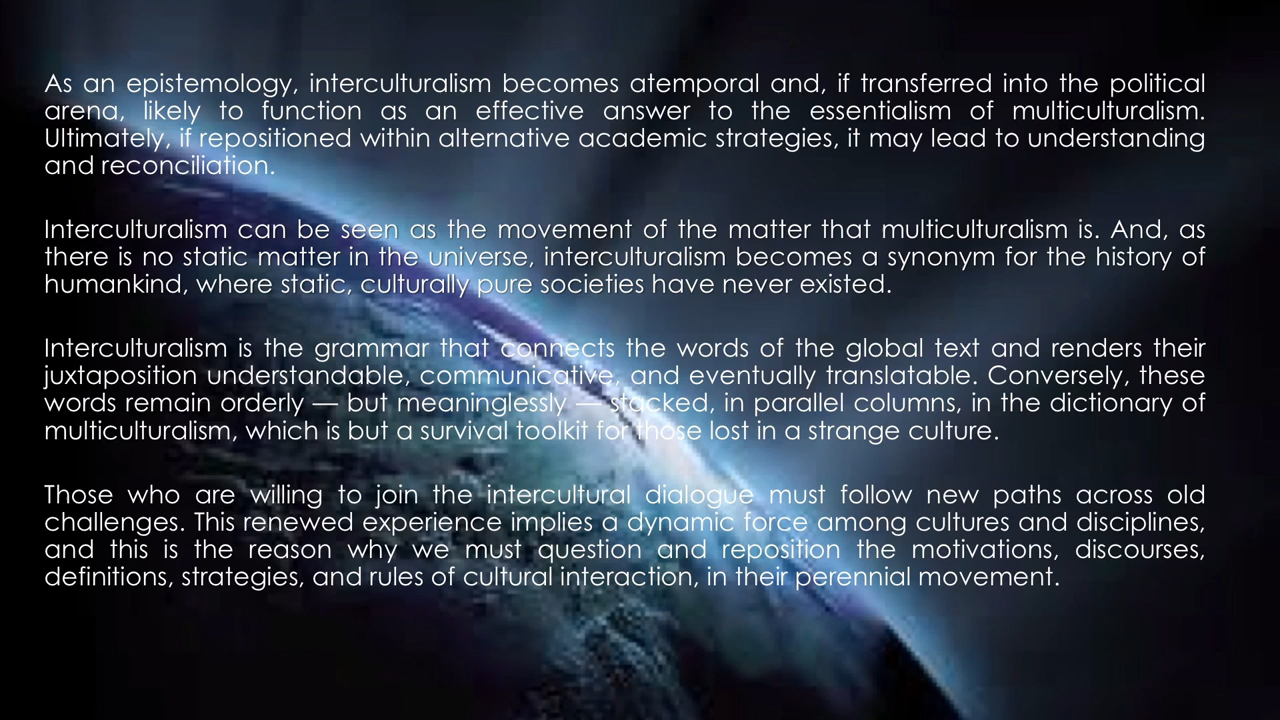 As an epistemology, interculturalism becomes atemporal and, if transferred into the political
arena, likely to function as an effective answer to the essentialism of multiculturalism.
Ultimately, if repositioned within alternative academic strategies, it may lead to understanding
and reconciliation.
Interculturalism can be seen as the movement of the matter that multiculturalism is. And, as
there is no static matter in the universe, interculturalism becomes a synonym for the history of
humankind, where static, culturally pure societies have never existed.
Interculturalism is the grammar that connects the words of the global text and renders their
juxtaposition understandable, communicative, and eventually translatable. Conversely, these
words remain orderly — but meaninglessly — stacked, in parallel columns, in the dictionary of
multiculturalism, which is but a survival toolkit for those lost in a strange culture.
Those who are willing to join the intercultural dialogue must follow new paths across old
challenges. This renewed experience implies a dynamic force among cultures and disciplines,
and this is the reason why we must question and reposition the motivations, discourses,
definitions, strategies, and rules of cultural interaction, in their perennial movement.